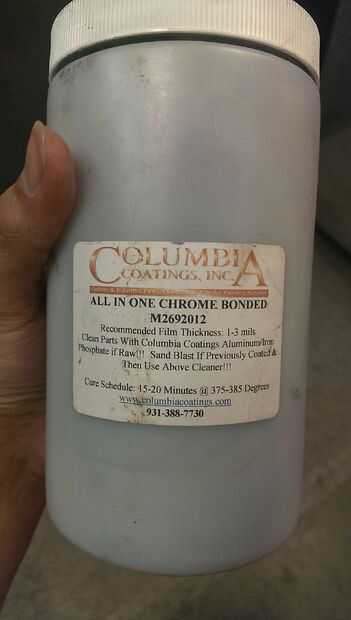 COLUMBIA
COATINGS, INC.
ALL IN ONE CHROME BONDED
M2692012
Recommended Film Thickness: 1-3 mils
Clean Parts With Columbia Coatings Aluminum/Iron
Phosphate if Raw!!! Sand Blast If Previously Coated &
Then Use Above Cleaner!!!
Cure Schedule: 15-20 Minutes @ 375-385 Degrees
www.columbiacoatings.com
931-388-7730